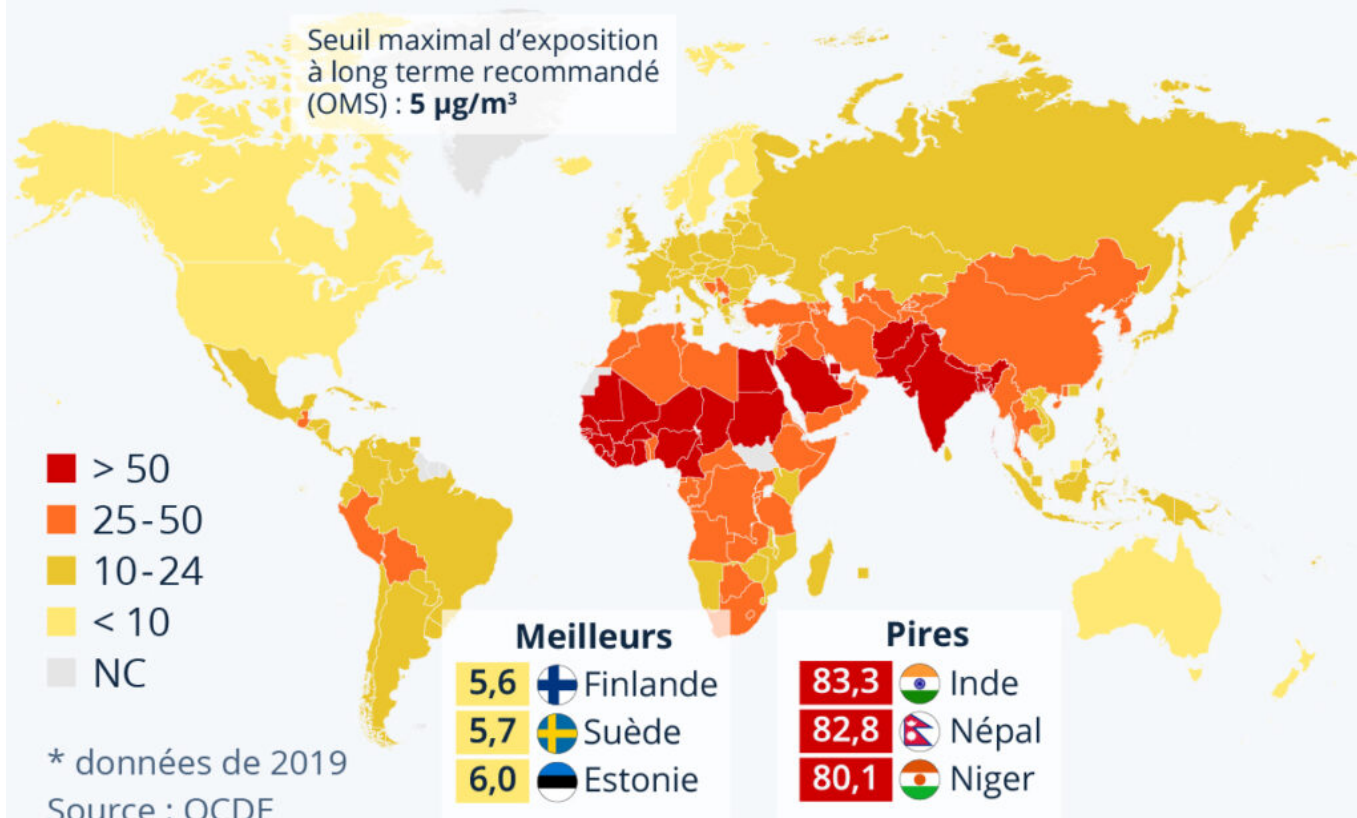 Seuil maximal d'exposition
à long terme recommandé
(OMS) : 5 µg/m³
> 50
25-50
10-24
< 10
NC
* données de 2019
Source : OCDE
Meilleurs
5,6 Finlande
5,7 Suède
6,0 Estonie
Pires
83,3 Inde
82,8 Népal
80,1 Niger